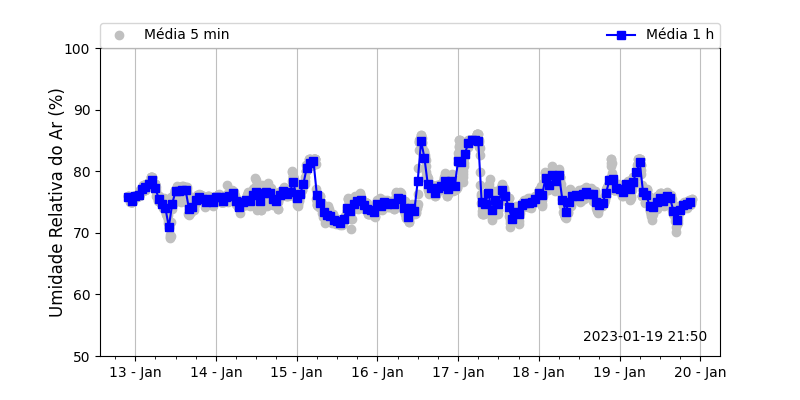 Média 5 min
Média 1 h
Umidade Relativa do Ar (%)
100
90
80
70
60
50
2023-01-19 21:50
13 - Jan
14 - Jan
15 - Jan
16 - Jan
17 - Jan
18 - Jan
19 - Jan
20 - Jan